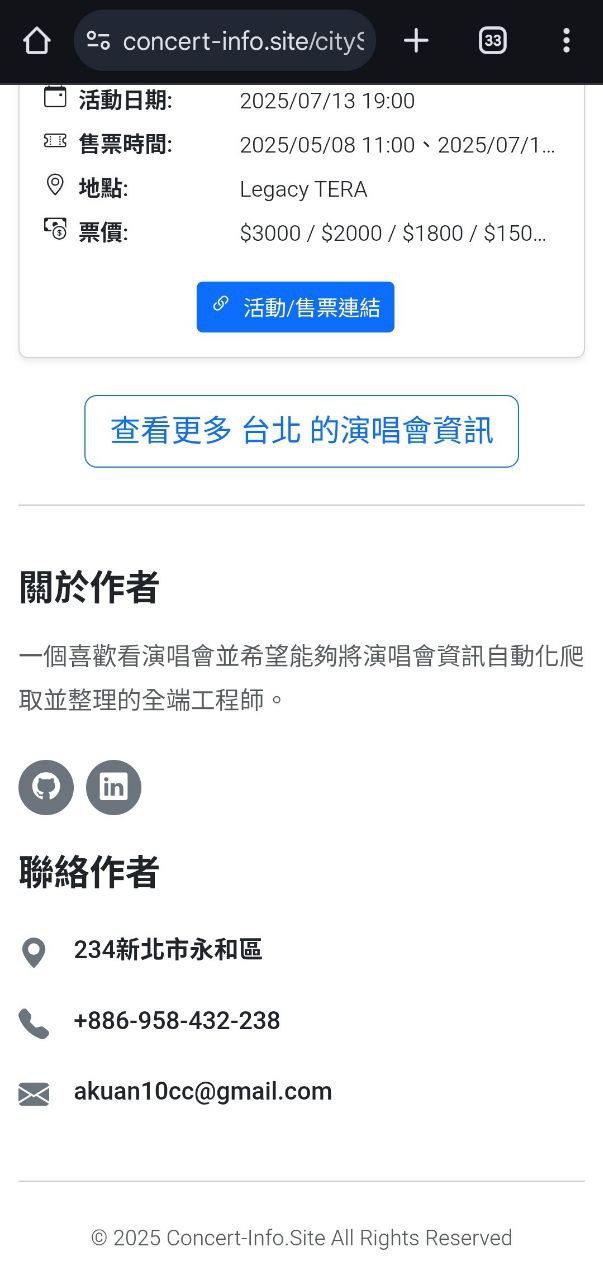 concert-info.site/cityS
33
活動日期: 2025/07/13 19:00
售票時間: 2025/05/08 11:00、2025/07/1...
地點: Legacy TERA
票價: $3000 / $2000 / $1800 / $150...
活動/售票連結
查看更多 台北 的演唱會資訊
關於作者
一個喜歡看演唱會並希望能夠將演唱會資訊自動化爬
取並整理的全端工程師。
in
聯絡作者
234新北市永和區
+886-958-432-238
akuan10cc@gmail.com
© 2025 Concert-Info.Site All Rights Reserved